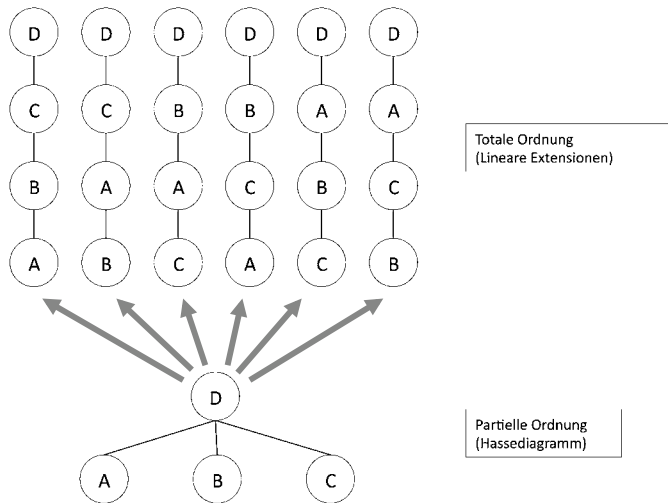 D D D D D D
C C B B A A
B A A C B C
A B C A C B
Totale Ordnung
(Lineare Extensionen)
D
Partielle Ordnung
(Hassediagramm)
A B C